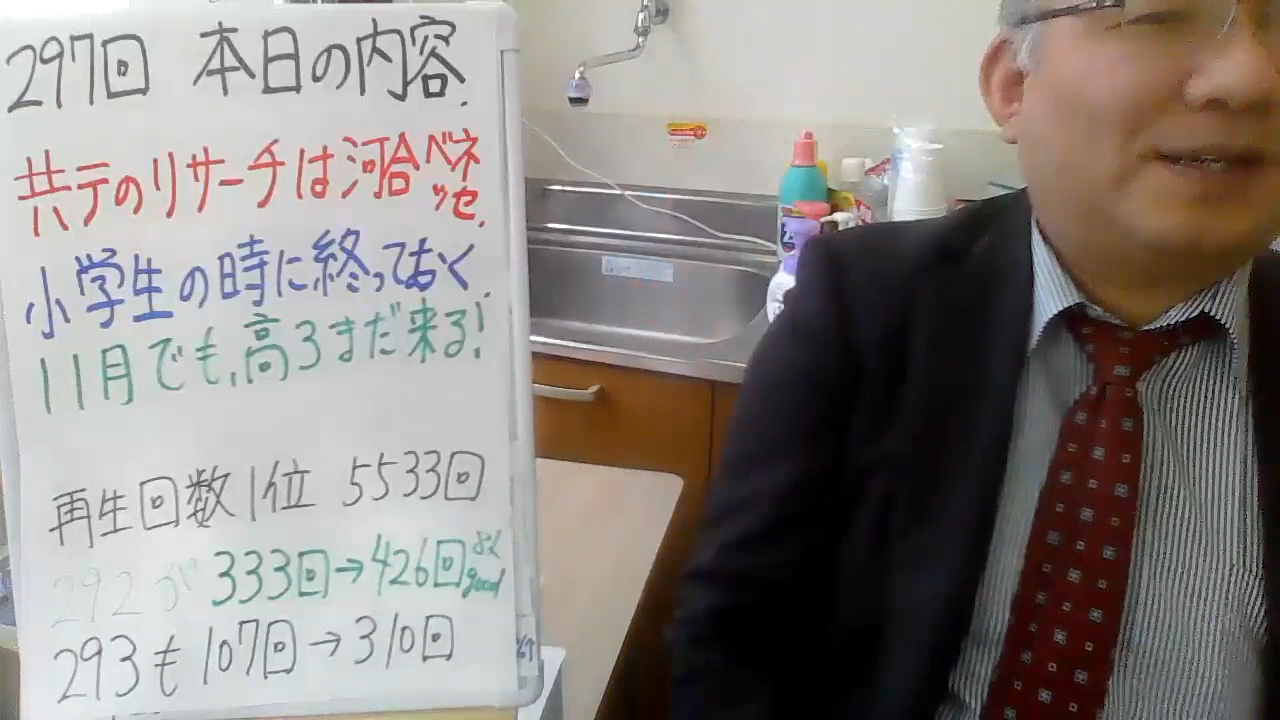 297回 本日の内容.
共テのリサーチは河合ベネッセ.
小学生の時に終っておく.
11月でも、高3まだ来る!
再生回数1位 5533回
292が 333回→426回 good
293も 107回→310回